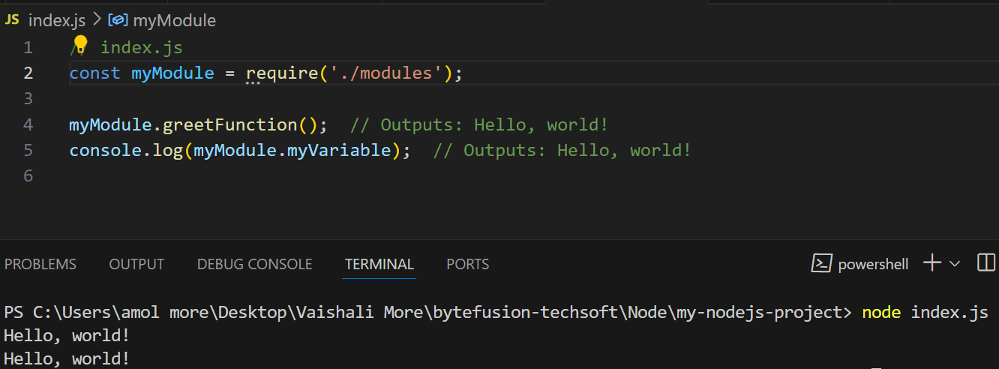 JS index.js > myModule
1 // index.js
2 const myModule = require('./modules');
3
4 myModule.greetFunction();  // Outputs: Hello, world!
5 console.log(myModule.myVariable);  // Outputs: Hello, world!
6
PROBLEMS OUTPUT DEBUG CONSOLE TERMINAL PORTS powershell
PS C:\Users\amol more\Desktop\Vaishali More\bytefusion-techsoft\Node\my-nodejs-project> node index.js
Hello, world!
Hello, world!